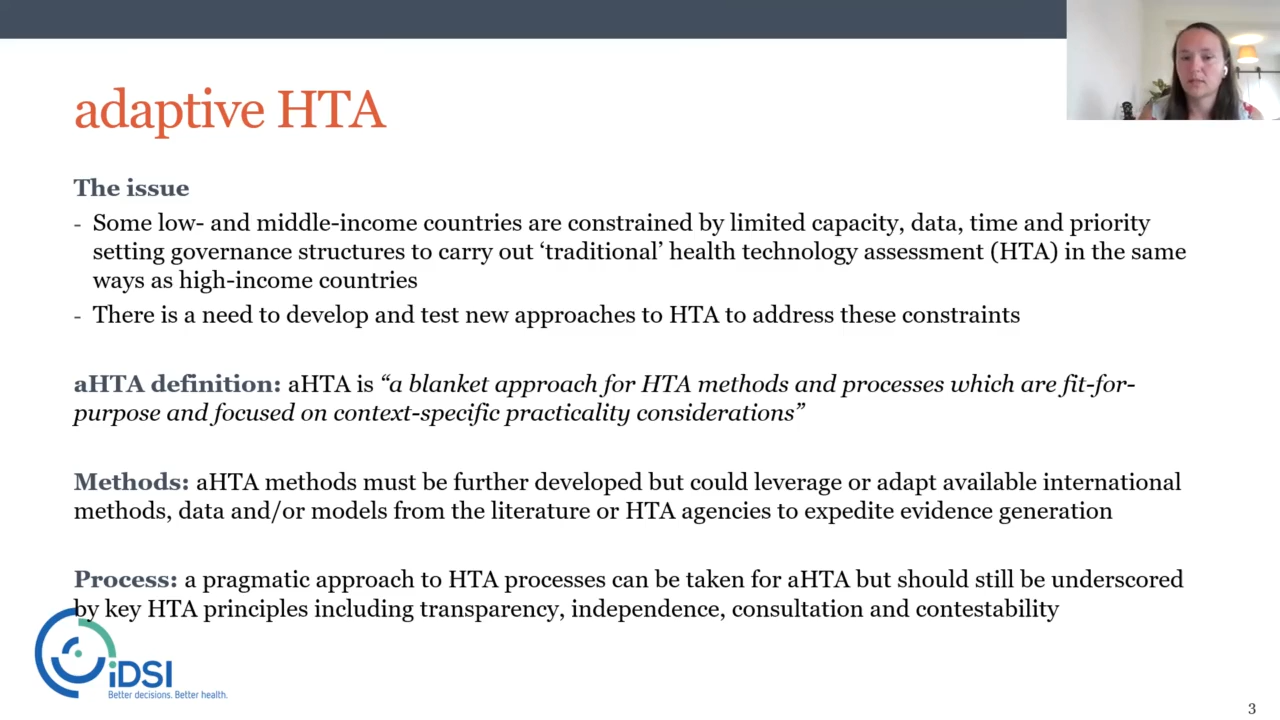 adaptive HTA
The issue
- Some low- and middle-income countries are constrained by limited capacity, data, time and priority
setting governance structures to carry out ‘traditional’ health technology assessment (HTA) in the same
ways as high-income countries
- There is a need to develop and test new approaches to HTA to address these constraints
aHTA definition: aHTA is “a blanket approach for HTA methods and processes which are fit-for-
purpose and focused on context-specific practicality considerations”
Methods: aHTA methods must be further developed but could leverage or adapt available international
methods, data and/or models from the literature or HTA agencies to expedite evidence generation
Process: a pragmatic approach to HTA processes can be taken for aHTA but should still be underscored
by key HTA principles including transparency, independence, consultation and contestability
iDSI
Better decisions. Better health.
3